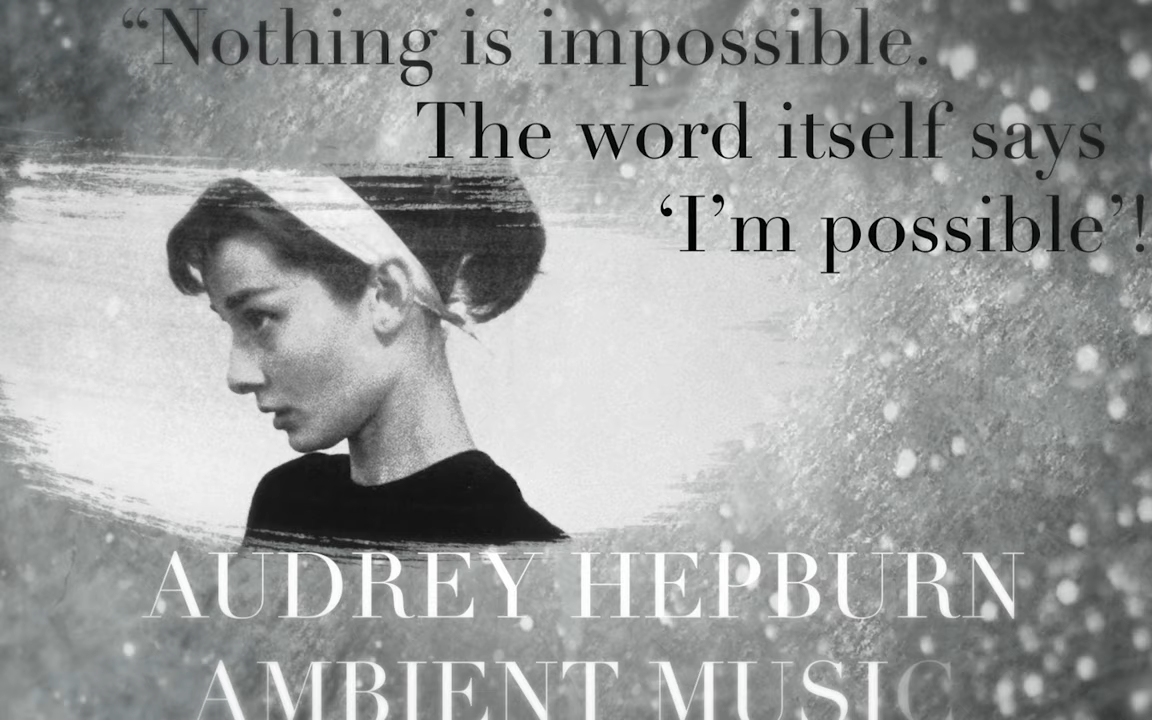 “Nothing is impossible.
The word itself says
‘I’m possible’!
AUDREY HEPBURN
AMBIENT MUSIC